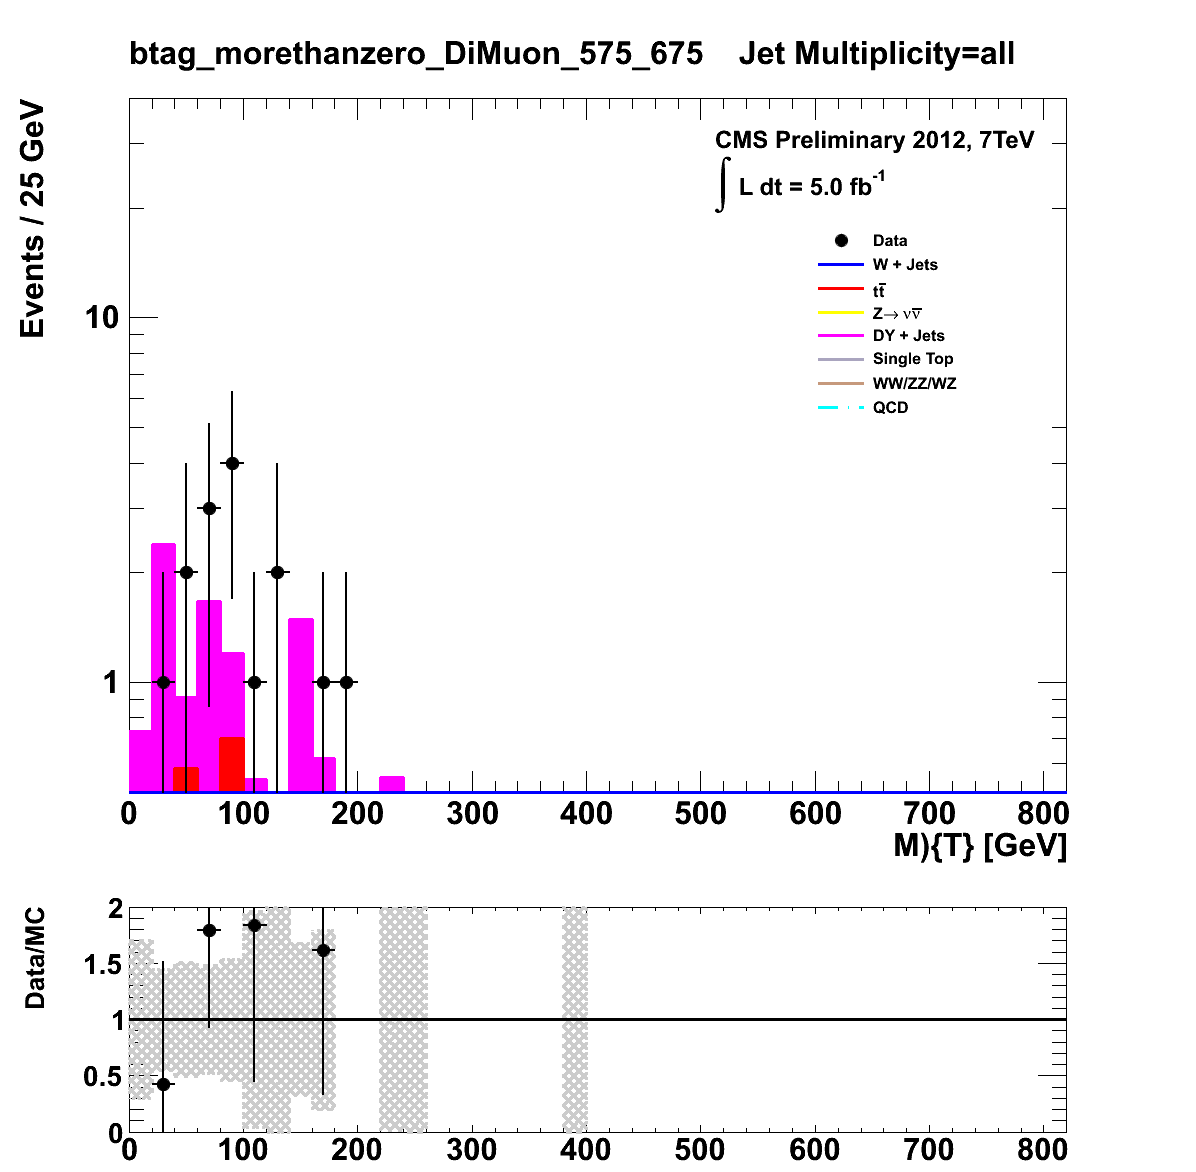 btag_morethanzero_DiMuon_575_675 Jet Multiplicity=all
Events / 25 GeV
CMS Preliminary 2012, 7TeV
∫ L dt = 5.0 fb⁻¹
Data
W + Jets
tt̅
Z→ νν̅
DY + Jets
Single Top
WW/ZZ/WZ
QCD
10
1
0 100 200 300 400 500 600 700 800
M){T} [GeV]
Data/MC
2
1.5
1
0.5
0
0 100 200 300 400 500 600 700 800